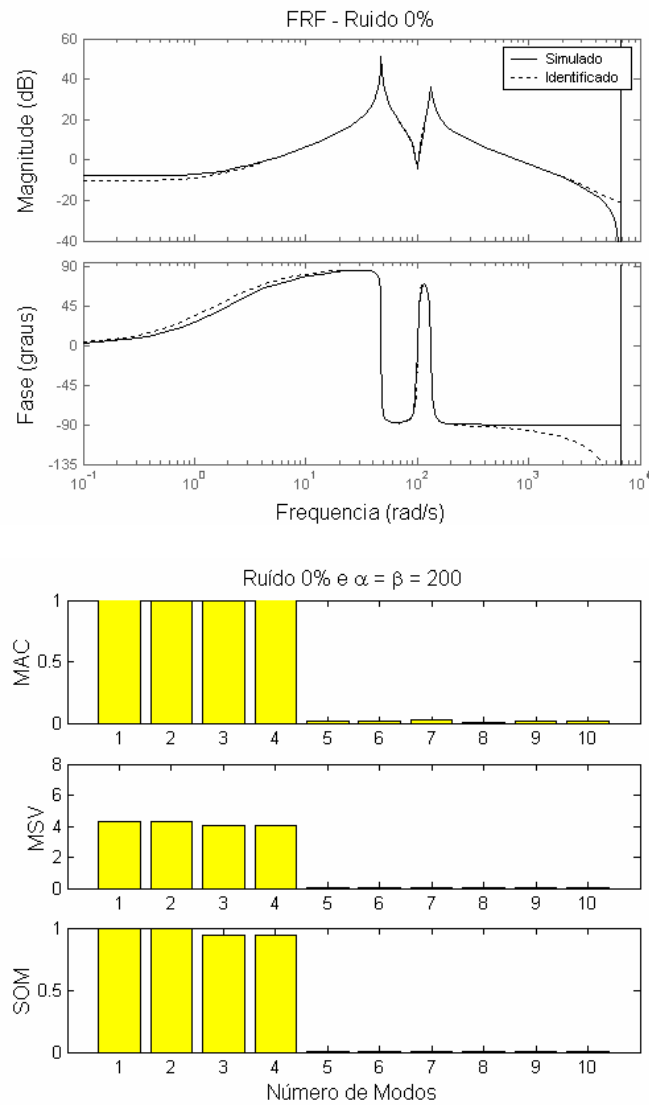 FRF - Ruido 0%
60
40
20
0
-20
-40
Magnitude (dB)
Simulado
Identificado
90
45
0
-45
-90
-135
Fase (graus)
10^-1 10^0 10^1 10^2 10^3 10^4
Frequencia (rad/s)
Ruído 0% e α = β = 200
1
0.5
0
MAC
1 2 3 4 5 6 7 8 9 10
8
6
4
2
0
MSV
1 2 3 4 5 6 7 8 9 10
1
0.5
0
SOM
1 2 3 4 5 6 7 8 9 10
Número de Modos